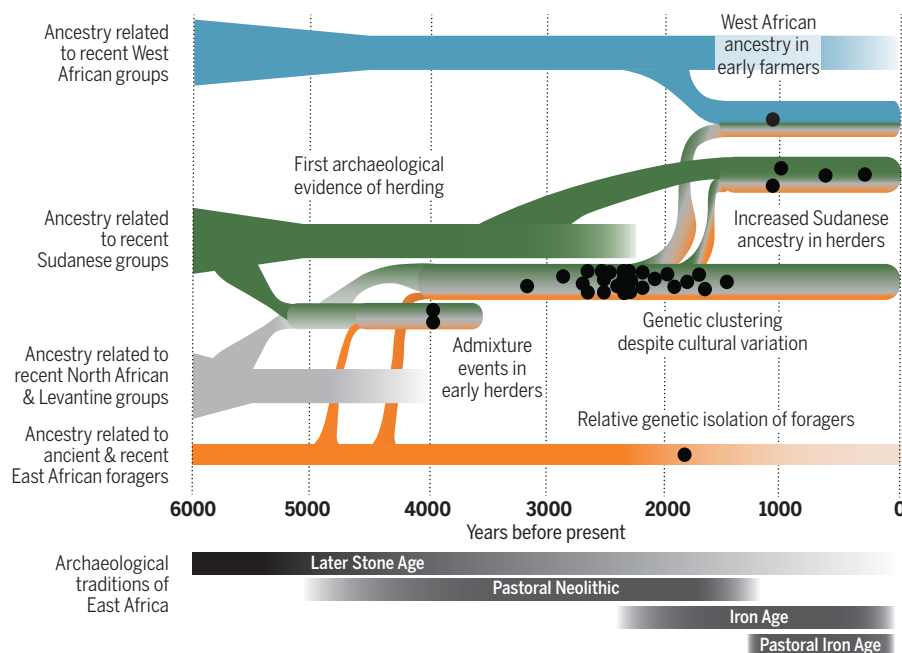 Ancestry related
to recent West
African groups
West African
ancestry in
early farmers
First archaeological
evidence of herding
Ancestry related
to recent
Sudanese groups
Increased Sudanese
ancestry in herders
Genetic clustering
despite cultural variation
Admixture
events in
early herders
Ancestry related to
recent North African
& Levantine groups
Relative genetic isolation of foragers
Ancestry related to
ancient & recent
East African foragers
6000 5000 4000 3000 2000 1000 0
Years before present
Archaeological
traditions of
East Africa
Later Stone Age
Pastoral Neolithic
Iron Age
Pastoral Iron Age